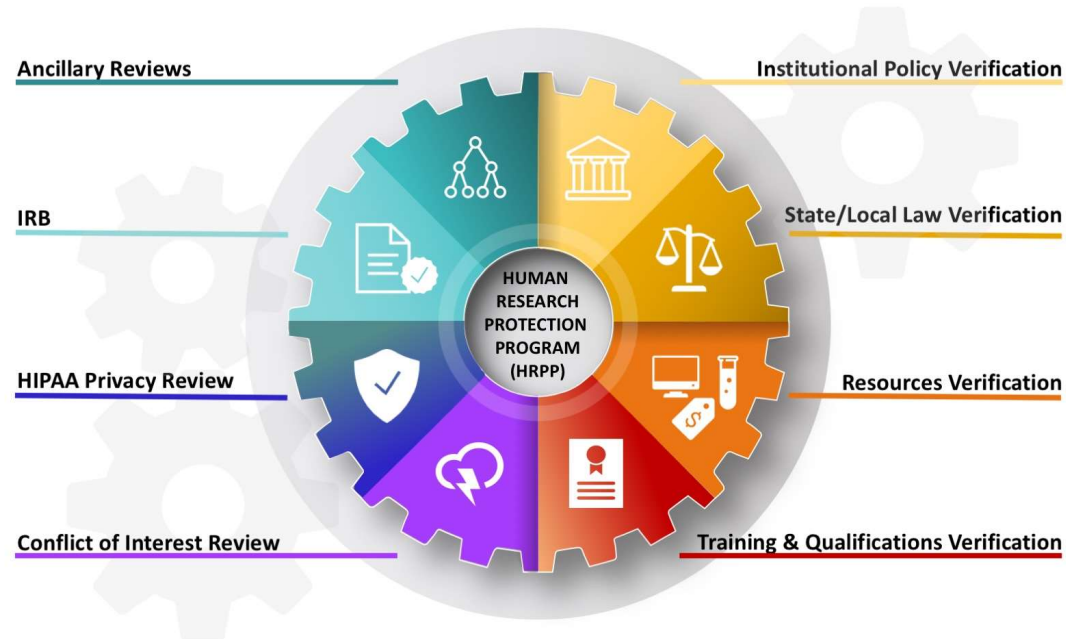 Ancillary Reviews
Institutional Policy Verification
IRB
State/Local Law Verification
HUMAN
RESEARCH
PROTECTION
PROGRAM
(HRPP)
HIPAA Privacy Review
Resources Verification
$
Conflict of Interest Review
Training & Qualifications Verification